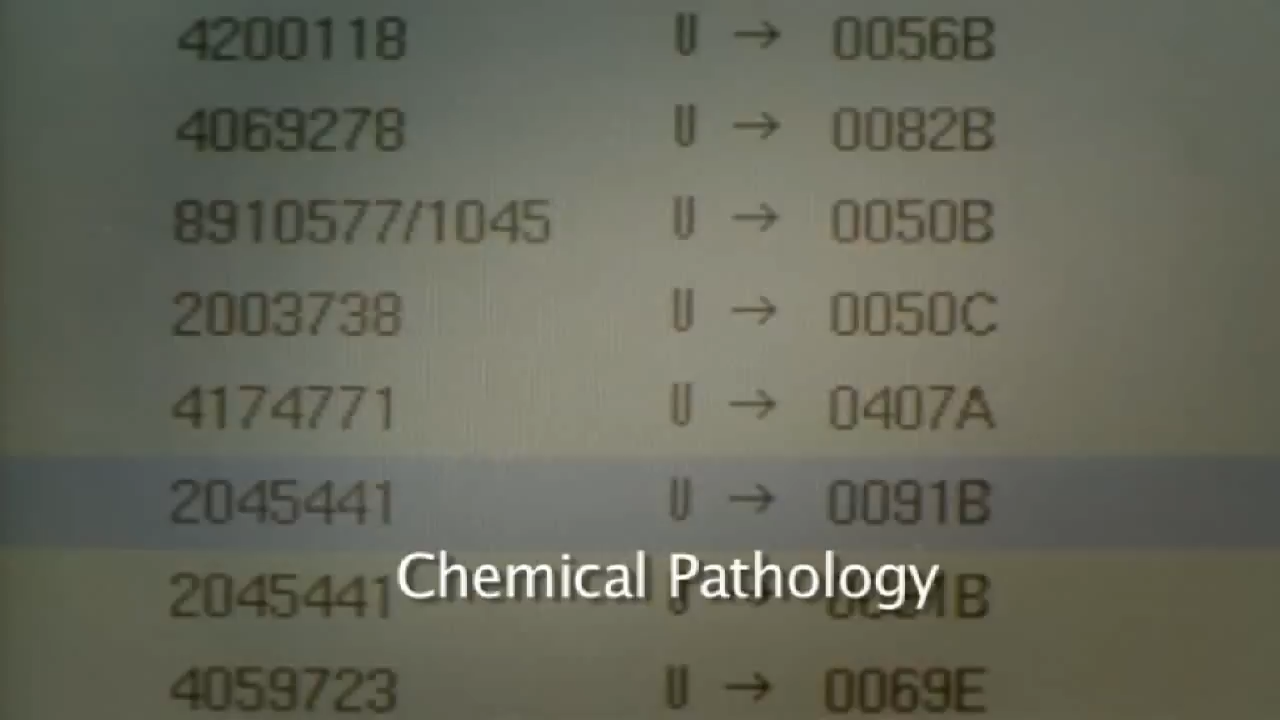 4200118 U → 0056B
4069278 U → 0082B
8910577/1045 U → 0050B
2003738 U → 0050C
4174771 U → 0407A
2045441 U → 0091B
Chemical Pathology
2045441
4059723 U → 0069E